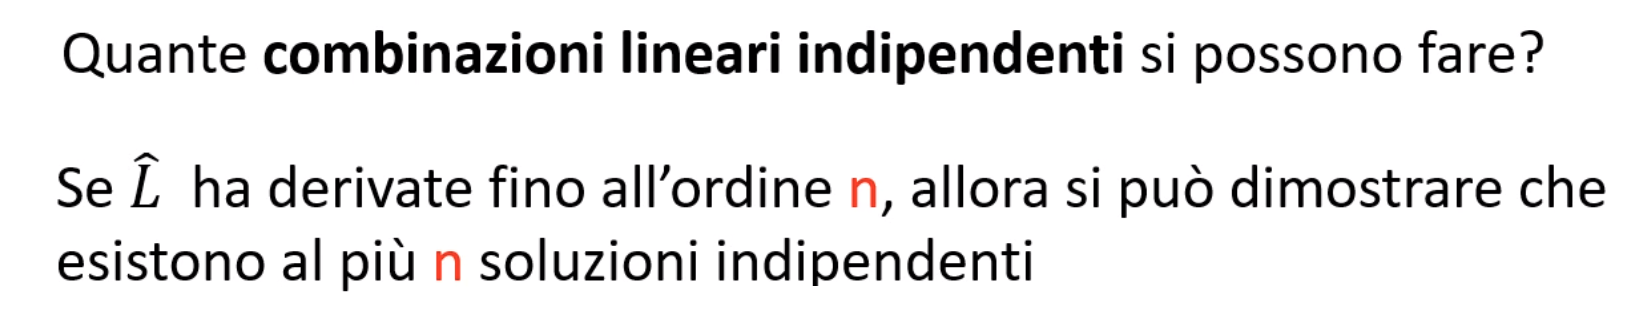 Quante combinazioni lineari indipendenti si possono fare?
Se L̂ ha derivate fino all’ordine n, allora si può dimostrare che
esistono al più n soluzioni indipendenti